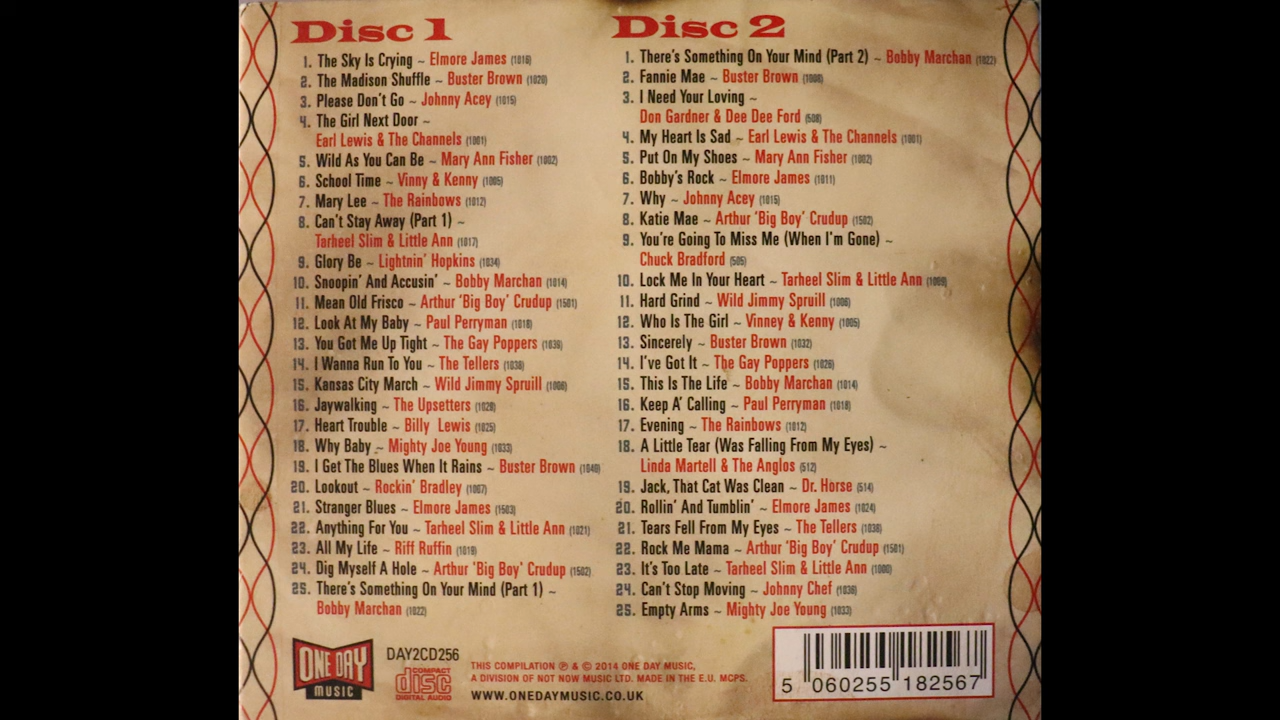 Disc 1
1. The Sky Is Crying ~ Elmore James (1016)
2. The Madison Shuffle ~ Buster Brown (1020)
3. Please Don't Go ~ Johnny Acey (1015)
4. The Girl Next Door ~
Earl Lewis & The Channels (1001)
5. Wild As You Can Be ~ Mary Ann Fisher (1002)
6. School Time ~ Vinny & Kenny (1005)
7. Mary Lee ~ The Rainbows (1012)
8. Can't Stay Away (Part 1) ~
Tarheel Slim & Little Ann (1017)
9. Glory Be ~ Lightnin' Hopkins (1034)
10. Snoopin' And Accusin' ~ Bobby Marchan (1014)
11. Mean Old Frisco ~ Arthur 'Big Boy' Crudup (1501)
12. Look At My Baby ~ Paul Perryman (1018)
13. You Got Me Up Tight ~ The Gay Poppers (1039)
14. I Wanna Run To You ~ The Tellers (1038)
15. Kansas City March ~ Wild Jimmy Spruill (1006)
16. Jaywalking ~ The Upsetters (1029)
17. Heart Trouble ~ Billy Lewis (1025)
18. Why Baby ~ Mighty Joe Young (1033)
19. I Get The Blues When It Rains ~ Buster Brown
20. Lookout ~ Rockin' Bradley (1007)
21. Stranger Blues ~ Elmore James (1503)
22. Anything For You ~ Tarheel Slim & Little Ann (1021)
23. All My Life ~ Riff Ruffin (1019)
24. Dig Myself A Hole ~ Arthur 'Big Boy' Crudup (1502)
25. There's Something On Your Mind (Part 1) ~
Bobby Marchan (1022)
Disc 2
1. There's Something On Your Mind (Part 2) ~ Bobby Marchan (1022)
2. Fannie Mae ~ Buster Brown (1008)
3. I Need Your Loving ~
Don Gardner & Dee Dee Ford (508)
4. My Heart Is Sad ~ Earl Lewis & The Channels (1001)
5. Put On My Shoes ~ Mary Ann Fisher (1002)
6. Bobby's Rock ~ Elmore James (1011)
7. Why ~ Johnny Acey (1015)
8. Katie Mae ~ Arthur 'Big Boy' Crudup (1502)
9. You're Going To Miss Me (When I'm Gone) ~
Chuck Bradford (505)
10. Lock Me In Your Heart ~ Tarheel Slim & Little Ann (1009)
11. Hard Grind ~ Wild Jimmy Spruill (1006)
12. Who Is The Girl ~ Vinney & Kenny (1005)
13. Sincerely ~ Buster Brown (1032)
14. I've Got It ~ The Gay Poppers (1026)
15. This Is The Life ~ Bobby Marchan (1014)
16. Keep A' Calling ~ Paul Perryman (1018)
17. Evening ~ The Rainbows (1012)
18. A Little Tear (Was Falling From My Eyes) ~
Linda Martell & The Anglos (512)
19. Jack, That Cat Was Clean ~ Dr. Horse (514)
20. Rollin' And Tumblin' ~ Elmore James (1024)
21. Tears Fell From My Eyes ~ The Tellers (1038)
22. Rock Me Mama ~ Arthur 'Big Boy' Crudup (1501)
23. It's Too Late ~ Tarheel Slim & Little Ann
24. Can't Stop Moving ~ Johnny Chef
25. Empty Arms ~ Mighty Joe Young (1033)
ONE DAY
MUSIC
DAY2CD256
COMPACT
disc
DIGITAL AUDIO
THIS COMPILATION ℗ & © 2014 ONE DAY MUSIC,
A DIVISION OF NOT NOW MUSIC LTD. MADE IN THE E.U. MCPS.
WWW.ONEDAYMUSIC.CO.UK
5 060255 182567